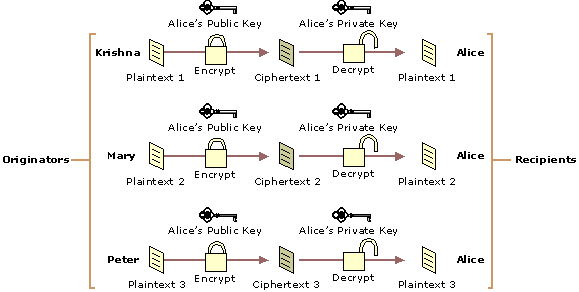 Alice's Public Key Alice's Private Key
Krishna Alice
Encrypt Decrypt
Plaintext 1 Ciphertext 1 Plaintext 1
Alice's Public Key Alice's Private Key
Originators Mary Alice Recipients
Encrypt Decrypt
Plaintext 2 Ciphertext 2 Plaintext 2
Alice's Public Key Alice's Private Key
Peter Alice
Encrypt Decrypt
Plaintext 3 Ciphertext 3 Plaintext 3